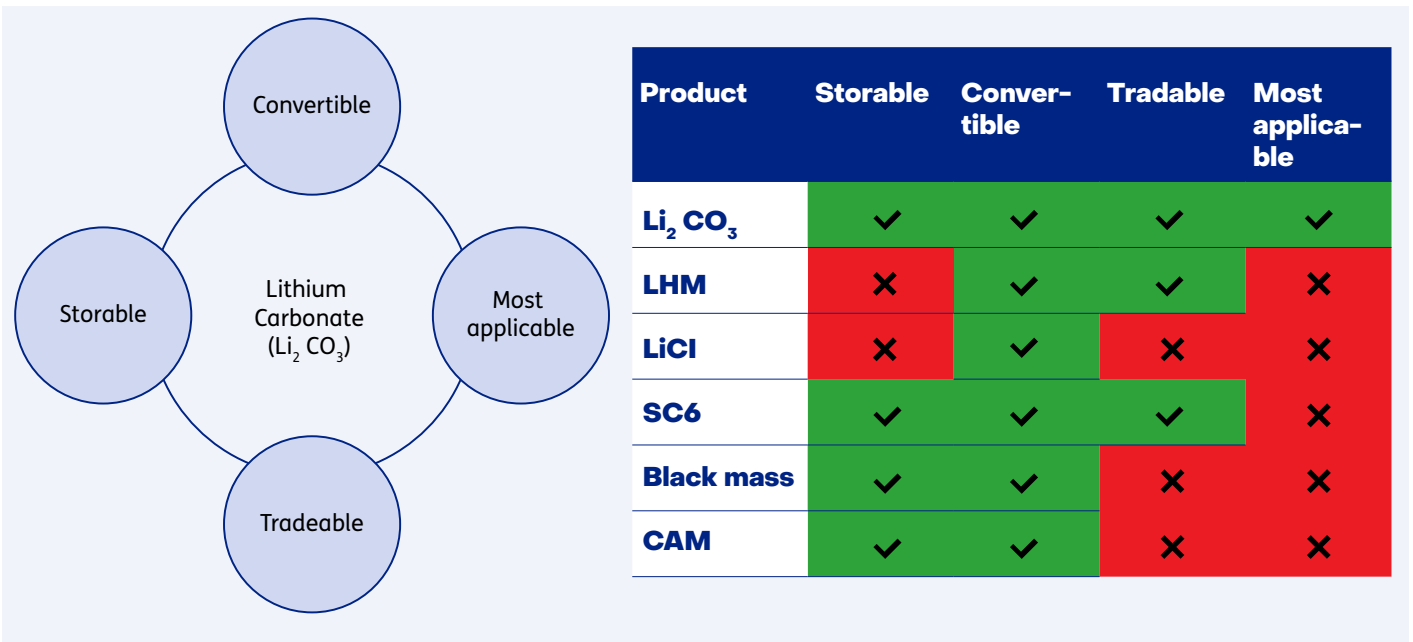 Convertible
Storable
Lithium
Carbonate
(Li₂ CO₃)
Most
applicable
Tradeable
Product Storable Conver-
tible Tradable Most
applica-
ble
Li₂ CO₃ ✓ ✓ ✓ ✓
LHM ✕ ✓ ✓ ✕
LiCl ✕ ✓ ✕ ✕
SC6 ✓ ✓ ✓ ✕
Black mass ✓ ✓ ✕ ✕
CAM ✓ ✓ ✕ ✕